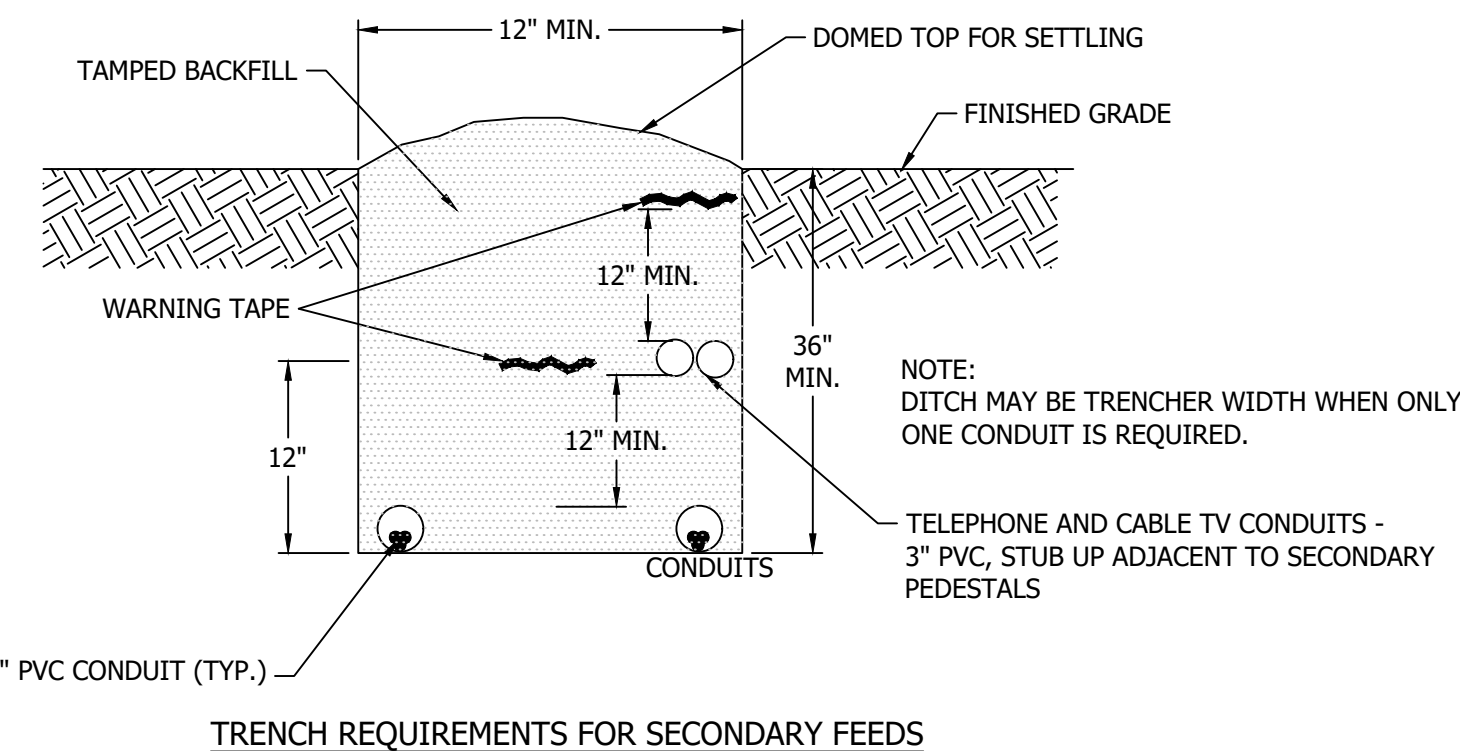 12" MIN.
DOMED TOP FOR SETTLING
TAMPED BACKFILL
FINISHED GRADE
12" MIN.
WARNING TAPE
36"
MIN.
NOTE:
DITCH MAY BE TRENCHER WIDTH WHEN ONLY
ONE CONDUIT IS REQUIRED.
12" MIN.
12"
TELEPHONE AND CABLE TV CONDUITS -
3" PVC, STUB UP ADJACENT TO SECONDARY
PEDESTALS
CONDUITS
" PVC CONDUIT (TYP.)
TRENCH REQUIREMENTS FOR SECONDARY FEEDS